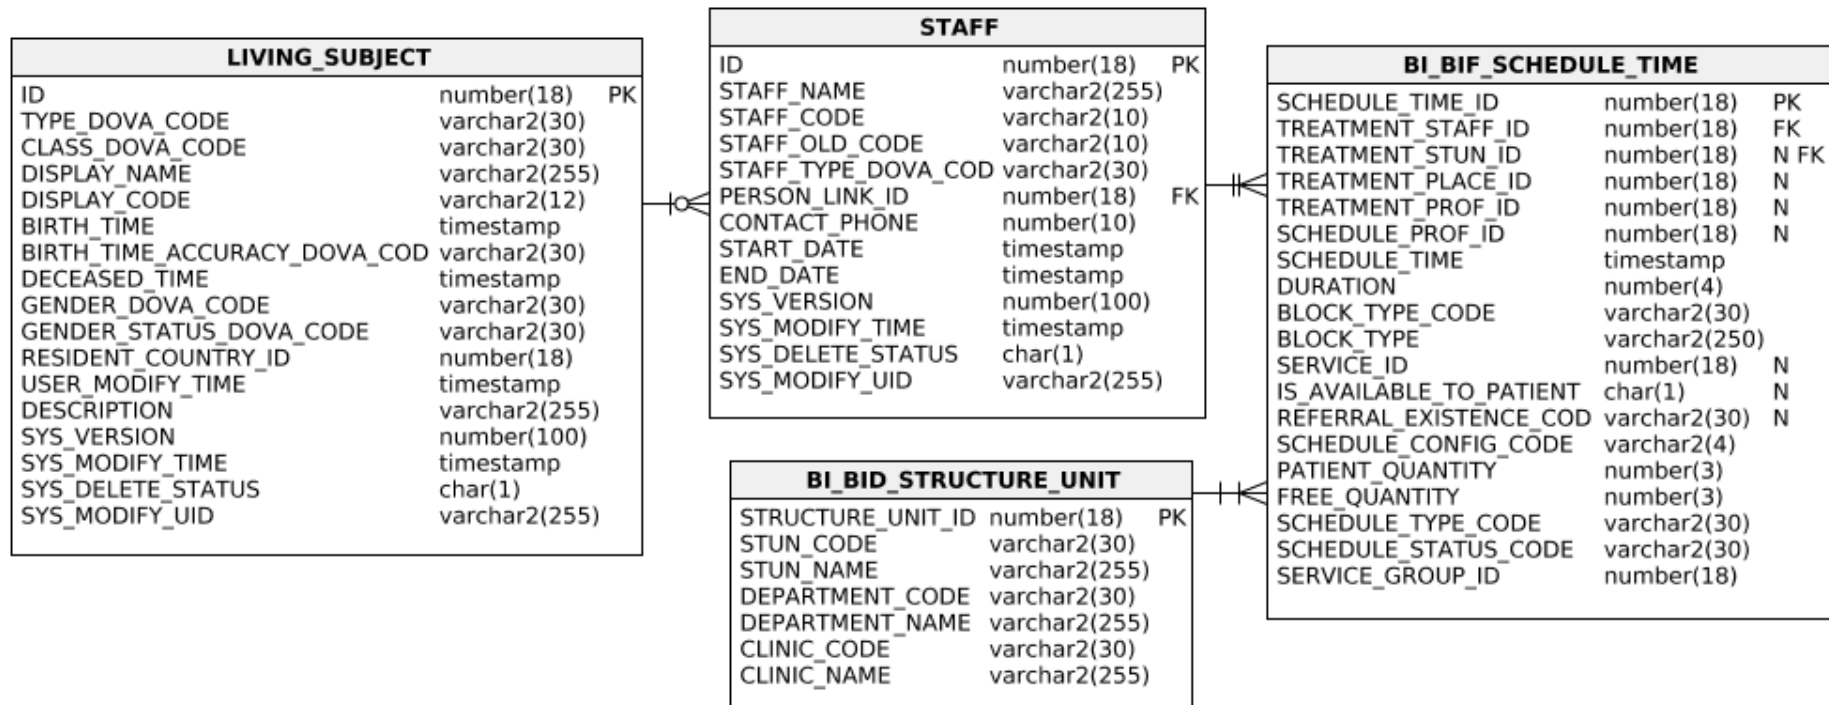 LIVING_SUBJECT
ID number(18) PK
TYPE_DOVA_CODE varchar2(30)
CLASS_DOVA_CODE varchar2(30)
DISPLAY_NAME varchar2(255)
DISPLAY_CODE varchar2(12)
BIRTH_TIME timestamp
BIRTH_TIME_ACCURACY_DOVA_COD varchar2(30)
DECEASED_TIME timestamp
GENDER_DOVA_CODE varchar2(30)
GENDER_STATUS_DOVA_CODE varchar2(30)
RESIDENT_COUNTRY_ID number(18)
USER_MODIFY_TIME timestamp
DESCRIPTION varchar2(255)
SYS_VERSION number(100)
SYS_MODIFY_TIME timestamp
SYS_DELETE_STATUS char(1)
SYS_MODIFY_UID varchar2(255)
STAFF
ID number(18) PK
STAFF_NAME varchar2(255)
STAFF_CODE varchar2(10)
STAFF_OLD_CODE varchar2(10)
STAFF_TYPE_DOVA_COD varchar2(30)
PERSON_LINK_ID number(18) FK
CONTACT_PHONE number(10)
START_DATE timestamp
END_DATE timestamp
SYS_VERSION number(100)
SYS_MODIFY_TIME timestamp
SYS_DELETE_STATUS char(1)
SYS_MODIFY_UID varchar2(255)
BI_BID_STRUCTURE_UNIT
STRUCTURE_UNIT_ID number(18) PK
STUN_CODE varchar2(30)
STUN_NAME varchar2(255)
DEPARTMENT_CODE varchar2(30)
DEPARTMENT_NAME varchar2(255)
CLINIC_CODE varchar2(30)
CLINIC_NAME varchar2(255)
BI_BIF_SCHEDULE_TIME
SCHEDULE_TIME_ID number(18) PK
TREATMENT_STAFF_ID number(18) FK
TREATMENT_STUN_ID number(18) N FK
TREATMENT_PLACE_ID number(18) N
TREATMENT_PROF_ID number(18) N
SCHEDULE_PROF_ID number(18) N
SCHEDULE_TIME timestamp
DURATION number(4)
BLOCK_TYPE_CODE varchar2(30)
BLOCK_TYPE varchar2(250)
SERVICE_ID number(18) N
IS_AVAILABLE_TO_PATIENT char(1) N
REFERRAL_EXISTENCE_COD varchar2(30) N
SCHEDULE_CONFIG_CODE varchar2(4)
PATIENT_QUANTITY number(3)
FREE_QUANTITY number(3)
SCHEDULE_TYPE_CODE varchar2(30)
SCHEDULE_STATUS_CODE varchar2(30)
SERVICE_GROUP_ID number(18)